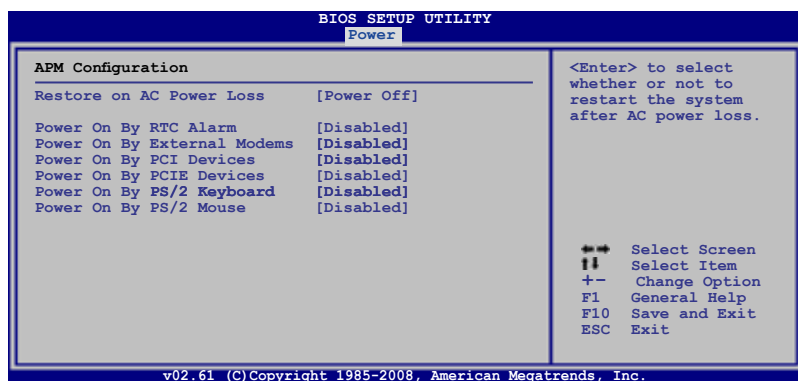 BIOS SETUP UTILITY
Power
APM Configuration
Restore on AC Power Loss [Power Off]
Power On By RTC Alarm [Disabled]
Power On By External Modems [Disabled]
Power On By PCI Devices [Disabled]
Power On By PCIE Devices [Disabled]
Power On By PS/2 Keyboard [Disabled]
Power On By PS/2 Mouse [Disabled]
<Enter> to select
whether or not to
restart the system
after AC power loss.
Select Screen
Select Item
+- Change Option
F1 General Help
F10 Save and Exit
ESC Exit
v02.61 (C)Copyright 1985-2008, American Megatrends, Inc.